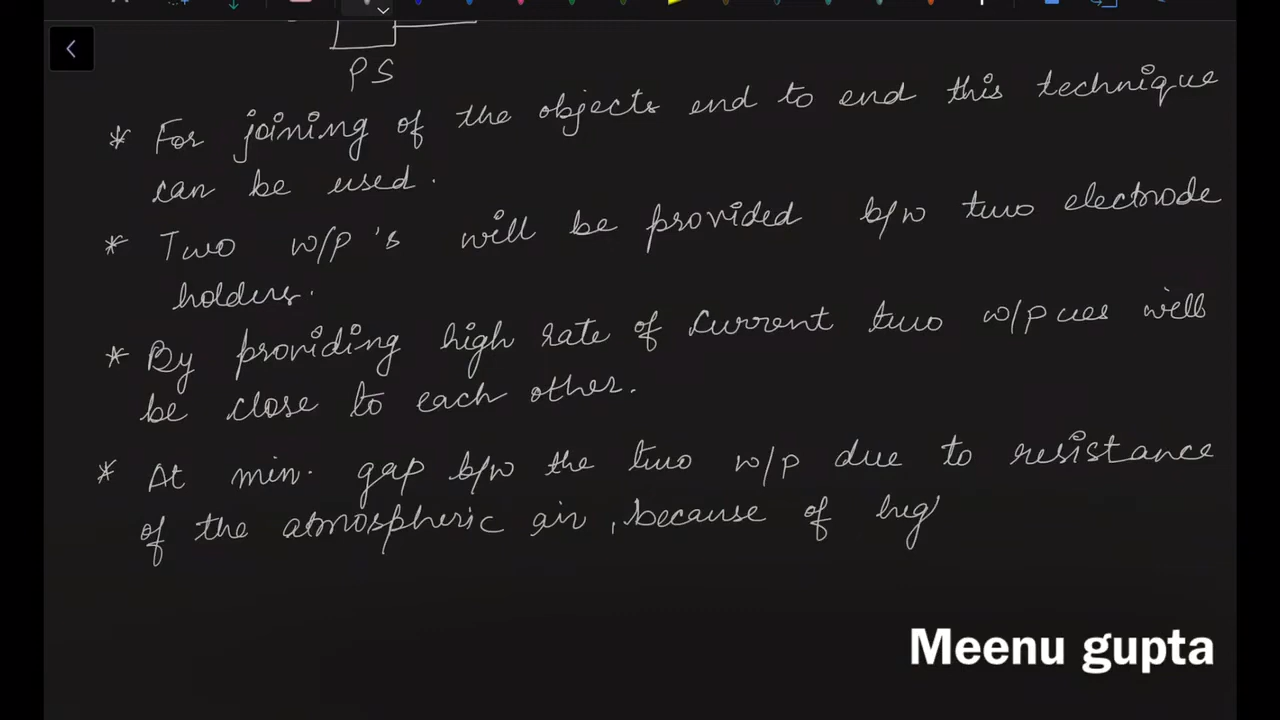 PS
* For joining of the objects end to end this technique
can be used.
* Two w/p's will be provided b/w two electrode
holders.
* By providing high rate of current two w/p ces will
be close to each other.
* At min. gap b/w the two w/p due to resistance
of the atmospheric air, because of hig
Meenu gupta